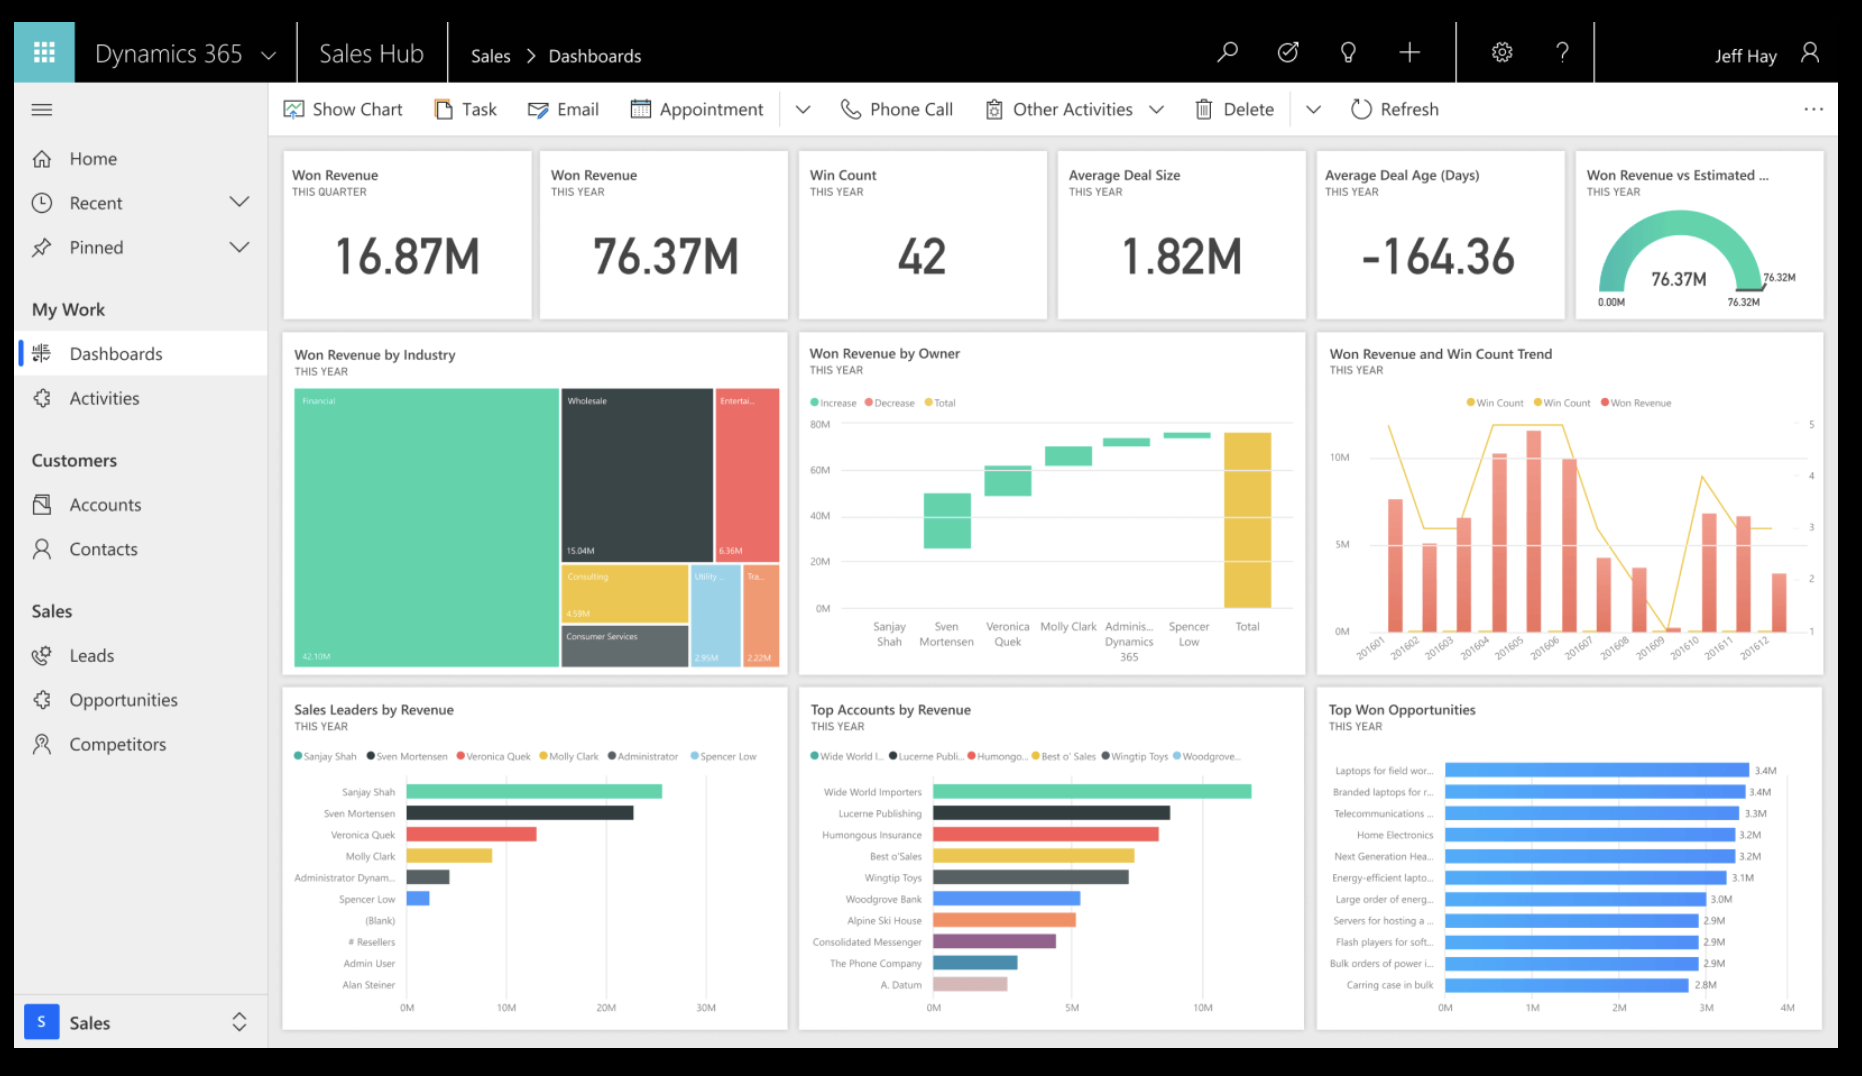 Dynamics 365
Sales Hub
Sales > Dashboards
Jeff Hay
Show Chart
Task
Email
Appointment
Phone Call
Other Activities
Delete
Refresh
Home
Recent
Pinned
My Work
Dashboards
Activities
Customers
Accounts
Contacts
Sales
Leads
Opportunities
Competitors
S Sales
Won Revenue
THIS QUARTER
16.87M
Won Revenue
THIS YEAR
76.37M
Win Count
THIS YEAR
42
Average Deal Size
THIS YEAR
1.82M
Average Deal Age (Days)
THIS YEAR
-164.36
Won Revenue vs Estimated ...
THIS YEAR
76.37M
76.32M
0.00M
76.32M
Won Revenue by Industry
THIS YEAR
Financial
42.10M
Wholesale
15.04M
Entertai...
6.36M
Consulting
4.59M
Consumer Services
Utility ...
2.95M
Tra...
2.22M
Won Revenue by Owner
THIS YEAR
Increase Decrease Total
80M
60M
40M
20M
0M
Sanjay Shah
Sven Mortensen
Veronica Quek
Molly Clark
Adminis... Dynamics 365
Spencer Low
Total
Won Revenue and Win Count Trend
THIS YEAR
Win Count Win Count Won Revenue
10M
5M
0M
5
4
3
2
1
201601 201602 201603 201604 201605 201606 201607 201608 201609 201610 201611 201612
Sales Leaders by Revenue
THIS YEAR
Sanjay Shah Sven Mortensen Veronica Quek Molly Clark Administrator Spencer Low
Sanjay Shah
Sven Mortensen
Veronica Quek
Molly Clark
Administrator Dynam...
Spencer Low
(Blank)
# Resellers
Admin User
Alan Steiner
0M 10M 20M 30M
Top Accounts by Revenue
THIS YEAR
Wide World I... Lucerne Publi... Humongo... Best o' Sales Wingtip Toys Woodgrove...
Wide World Importers
Lucerne Publishing
Humongous Insurance
Best o'Sales
Wingtip Toys
Woodgrove Bank
Alpine Ski House
Consolidated Messenger
The Phone Company
A. Datum
0M 5M 10M
Top Won Opportunities
THIS YEAR
Laptops for field wor... 3.4M
Branded laptops for r... 3.4M
Telecommunications ... 3.3M
Home Electronics 3.2M
Next Generation Hea... 3.2M
Energy-efficient lapto... 3.1M
Large order of energ... 3.0M
Servers for hosting a ... 2.9M
Flash players for soft... 2.9M
Bulk orders of power i... 2.9M
Carring case in bulk 2.8M
0M 1M 2M 3M 4M